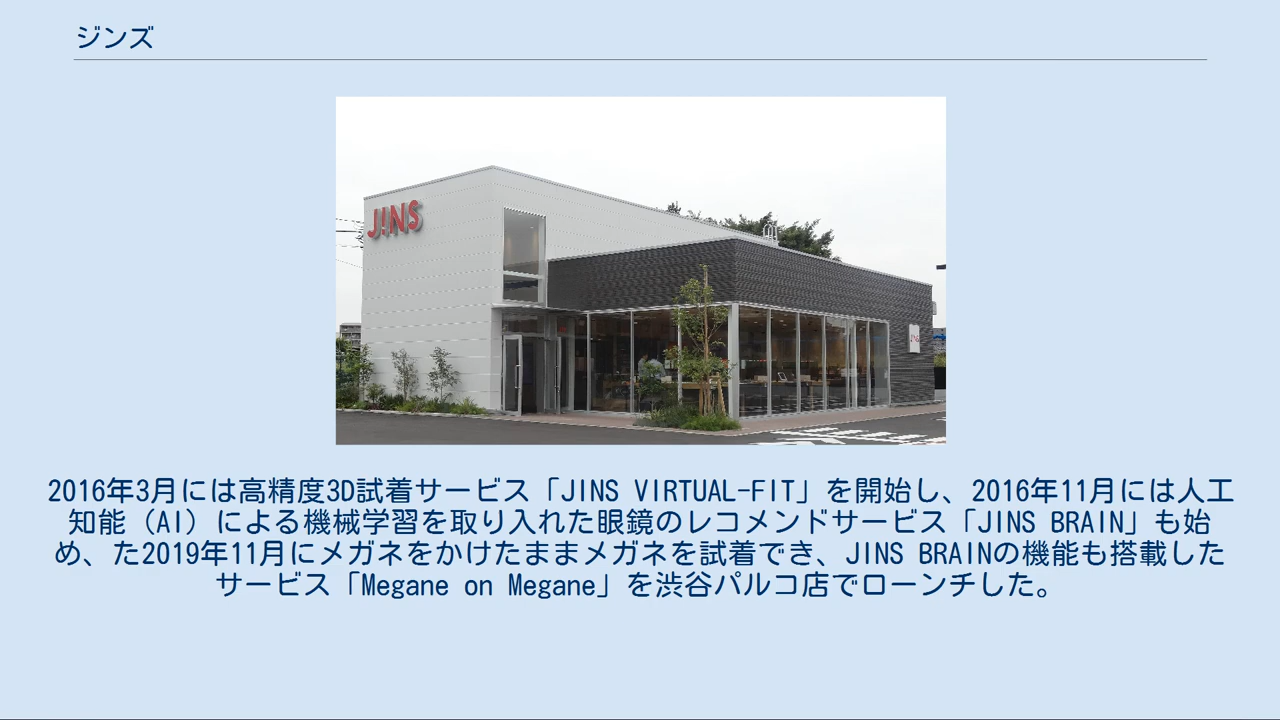 ジンズ
JINS
2016年3月には高精度3D試着サービス「JINS VIRTUAL-FIT」を開始し、2016年11月には人工
知能（AI）による機械学習を取り入れた眼鏡のレコメンドサービス「JINS BRAIN」も始
め、た2019年11月にメガネをかけたままメガネを試着でき、JINS BRAINの機能も搭載した
サービス「Megane on Megane」を渋谷パルコ店でローンチした。